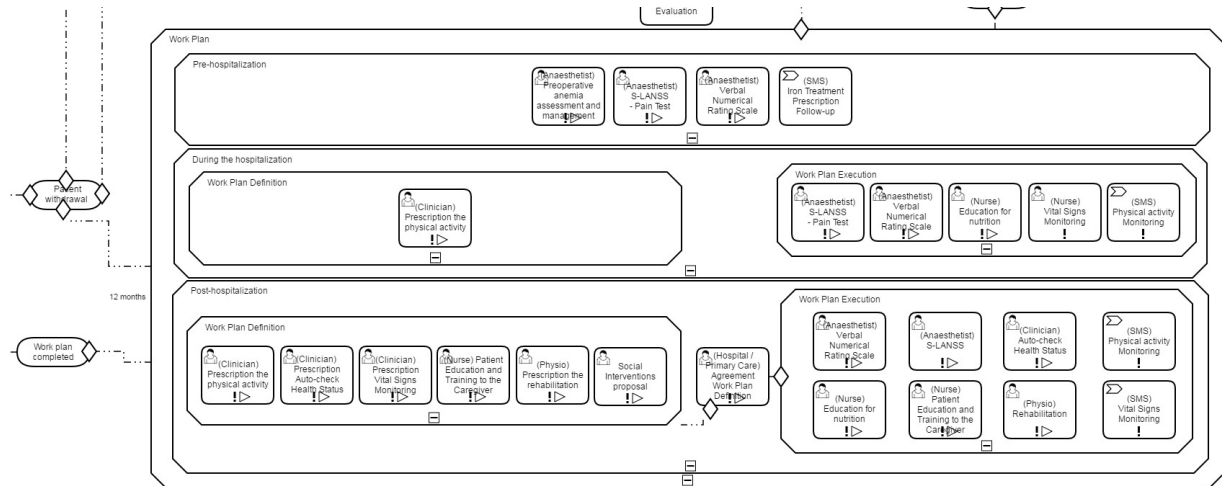 Evaluation
Work Plan
Pre-hospitalization
(Anaesthetist)
Preoperative
anemia
assessment and
management
(Anaesthetist)
S-LANSS
- Pain Test
(Anaesthetist)
Verbal
Numerical
Rating Scale
(SMS)
Iron Treatment
Prescription
Follow-up
During the hospitalization
Work Plan Definition
(Clinician)
Prescription the
physical activity
Work Plan Execution
(Anaesthetist)
S-LANSS
- Pain Test
(Anaesthetist)
Verbal
Numerical
Rating Scale
(Nurse)
Education for
nutrition
(Nurse)
Vital Signs
Monitoring
(SMS)
Physical activity
Monitoring
Patient
withdrawal
12 months
Work plan
completed
Post-hospitalization
Work Plan Definition
(Clinician)
Prescription the
physical activity
(Clinician)
Prescription
Auto-check
Health Status
(Clinician)
Prescription
Vital Signs
Monitoring
(Nurse) Patient
Education and
Training to the
Caregiver
(Physio)
Prescription the
rehabilitation
Social
Interventions
proposal
(Hospital /
Primary Care)
Agreement
Work Plan
Definition
Work Plan Execution
(Anaesthetist)
Verbal
Numerical
Rating Scale
(Anaesthetist)
S-LANSS
(Clinician)
Auto-check
Health Status
(SMS)
Physical activity
Monitoring
(Nurse)
Education for
nutrition
(Nurse)
Patient
Education and
Training to the
Caregiver
(Physio)
Rehabilitation
(SMS)
Vital Signs
Monitoring